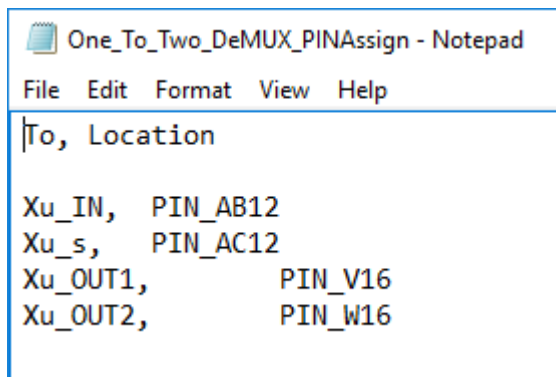 One_To_Two_DeMUX_PINAssign - Notepad
File Edit Format View Help
To, Location
Xu_IN, PIN_AB12
Xu_s, PIN_AC12
Xu_OUT1, PIN_V16
Xu_OUT2, PIN_W16